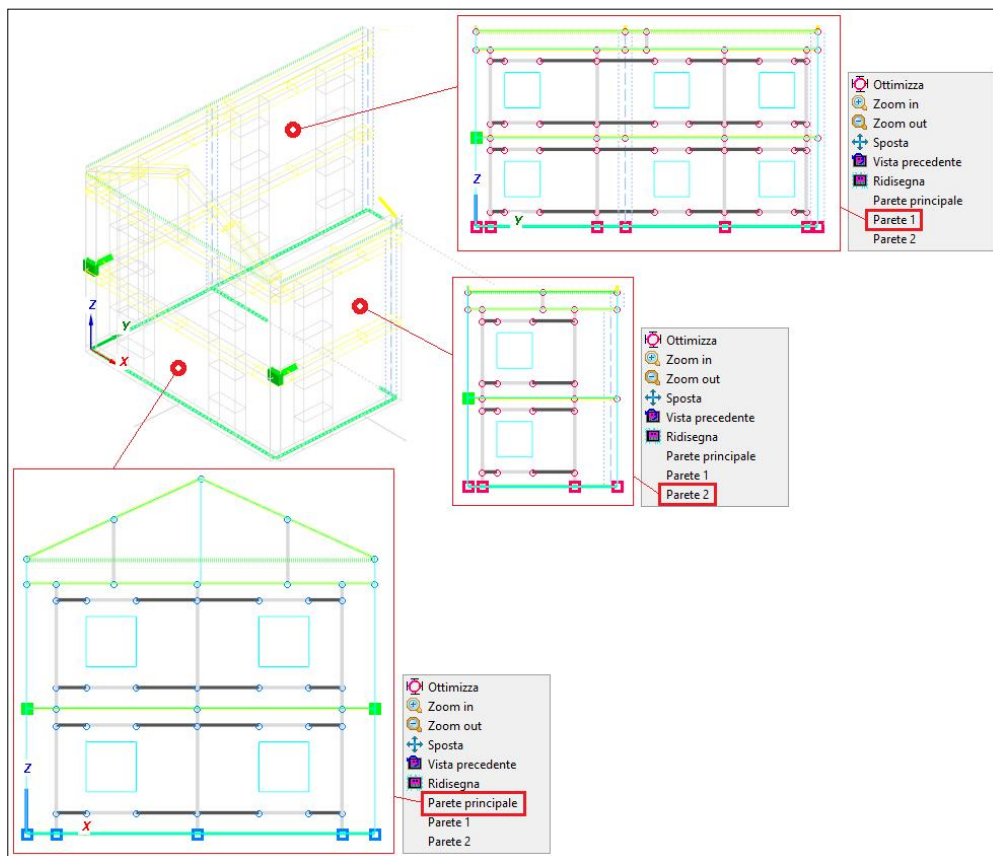 Z
Y
X
Z
Y
Ottimizza
Zoom in
Zoom out
Sposta
Vista precedente
Ridisegna
Parete principale
Parete 1
Parete 2
Ottimizza
Zoom in
Zoom out
Sposta
Vista precedente
Ridisegna
Parete principale
Parete 1
Parete 2
Z
X
Ottimizza
Zoom in
Zoom out
Sposta
Vista precedente
Ridisegna
Parete principale
Parete 1
Parete 2